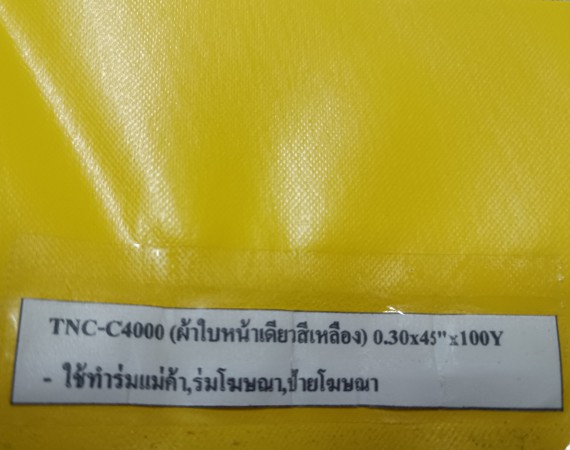 TNC-C4000 (ผ้าใบหน้าเดียวสีเหลือง) 0.30x45"x100Y
- ใช้ทำร่มแม่ค้า,ร่มโฆษณา,ป้ายโฆษณา